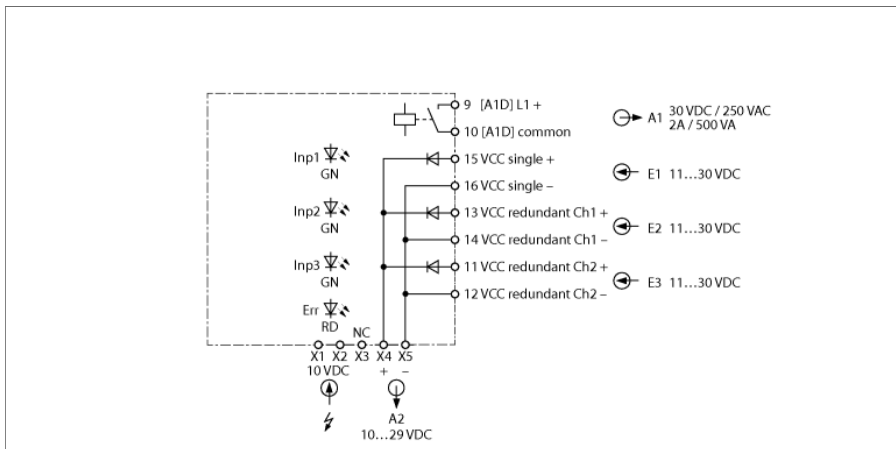 9 [A1D] L1 +
10 [A1D] common
A1 30 VDC / 250 VAC
2A / 500 VA
Inp1
GN
15 VCC single +
16 VCC single –
E1 11...30 VDC
Inp2
GN
13 VCC redundant Ch1 +
14 VCC redundant Ch1 –
E2 11...30 VDC
Inp3
GN
11 VCC redundant Ch2 +
12 VCC redundant Ch2 –
E3 11...30 VDC
Err
RD
NC
X1 X2 X3 X4 X5
10 VDC + –
A2
10...29 VDC